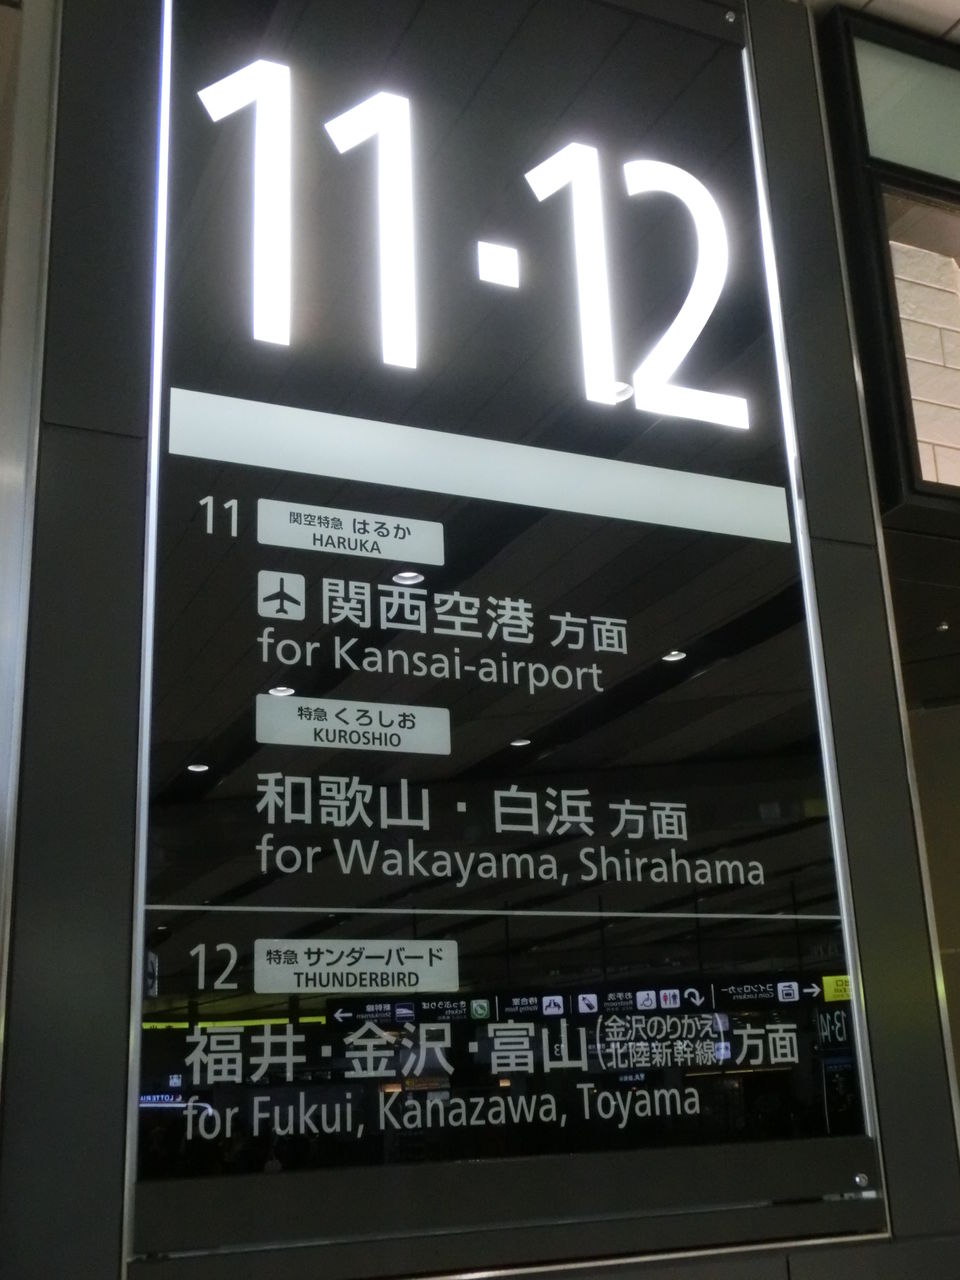 11・12
11 関空特急 はるか
HARUKA
関西空港 方面
for Kansai-airport
特急 くろしお
KUROSHIO
和歌山・白浜 方面
for Wakayama, Shirahama
12 特急 サンダーバード
THUNDERBIRD
福井・金沢・富山(金沢のりかえ 北陸新幹線)方面
for Fukui, Kanazawa, Toyama